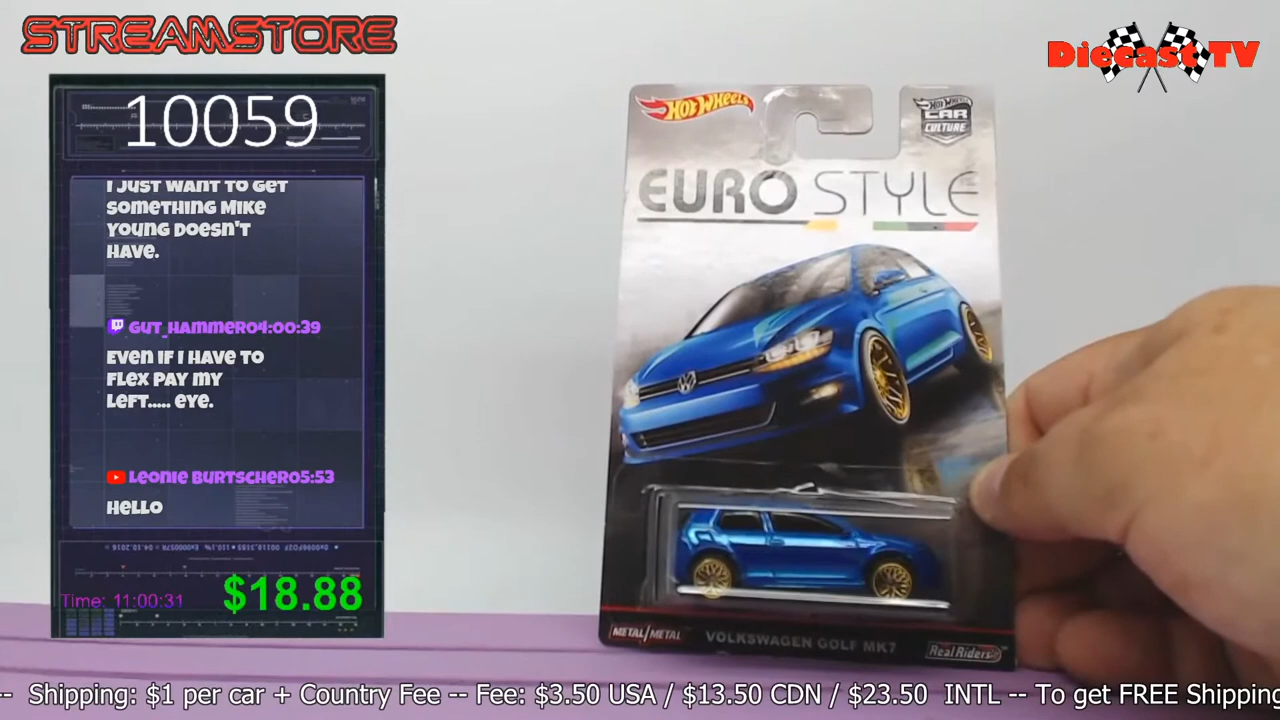 STREAMSTORE
Diecast TV
10059
I JUST WANT TO GET
SOMETHING MIKE
YOUNG DOESN'T
HAVE.
GUT_HAMMER04:00:39
EVEN IF I HAVE TO
FLEX PAY MY
LEFT..... EYE.
LEONIE BURTSCHER05:53
HELLO
Time: 11:00:31
$18.88
HOT WHEELS
HOT WHEELS
CAR
CULTURE
EURO STYLE
METAL/METAL
VOLKSWAGEN GOLF MK7
Real Riders
-- Shipping: $1 per car + Country Fee -- Fee: $3.50 USA / $13.50 CDN / $23.50 INTL -- To get FREE Shipping